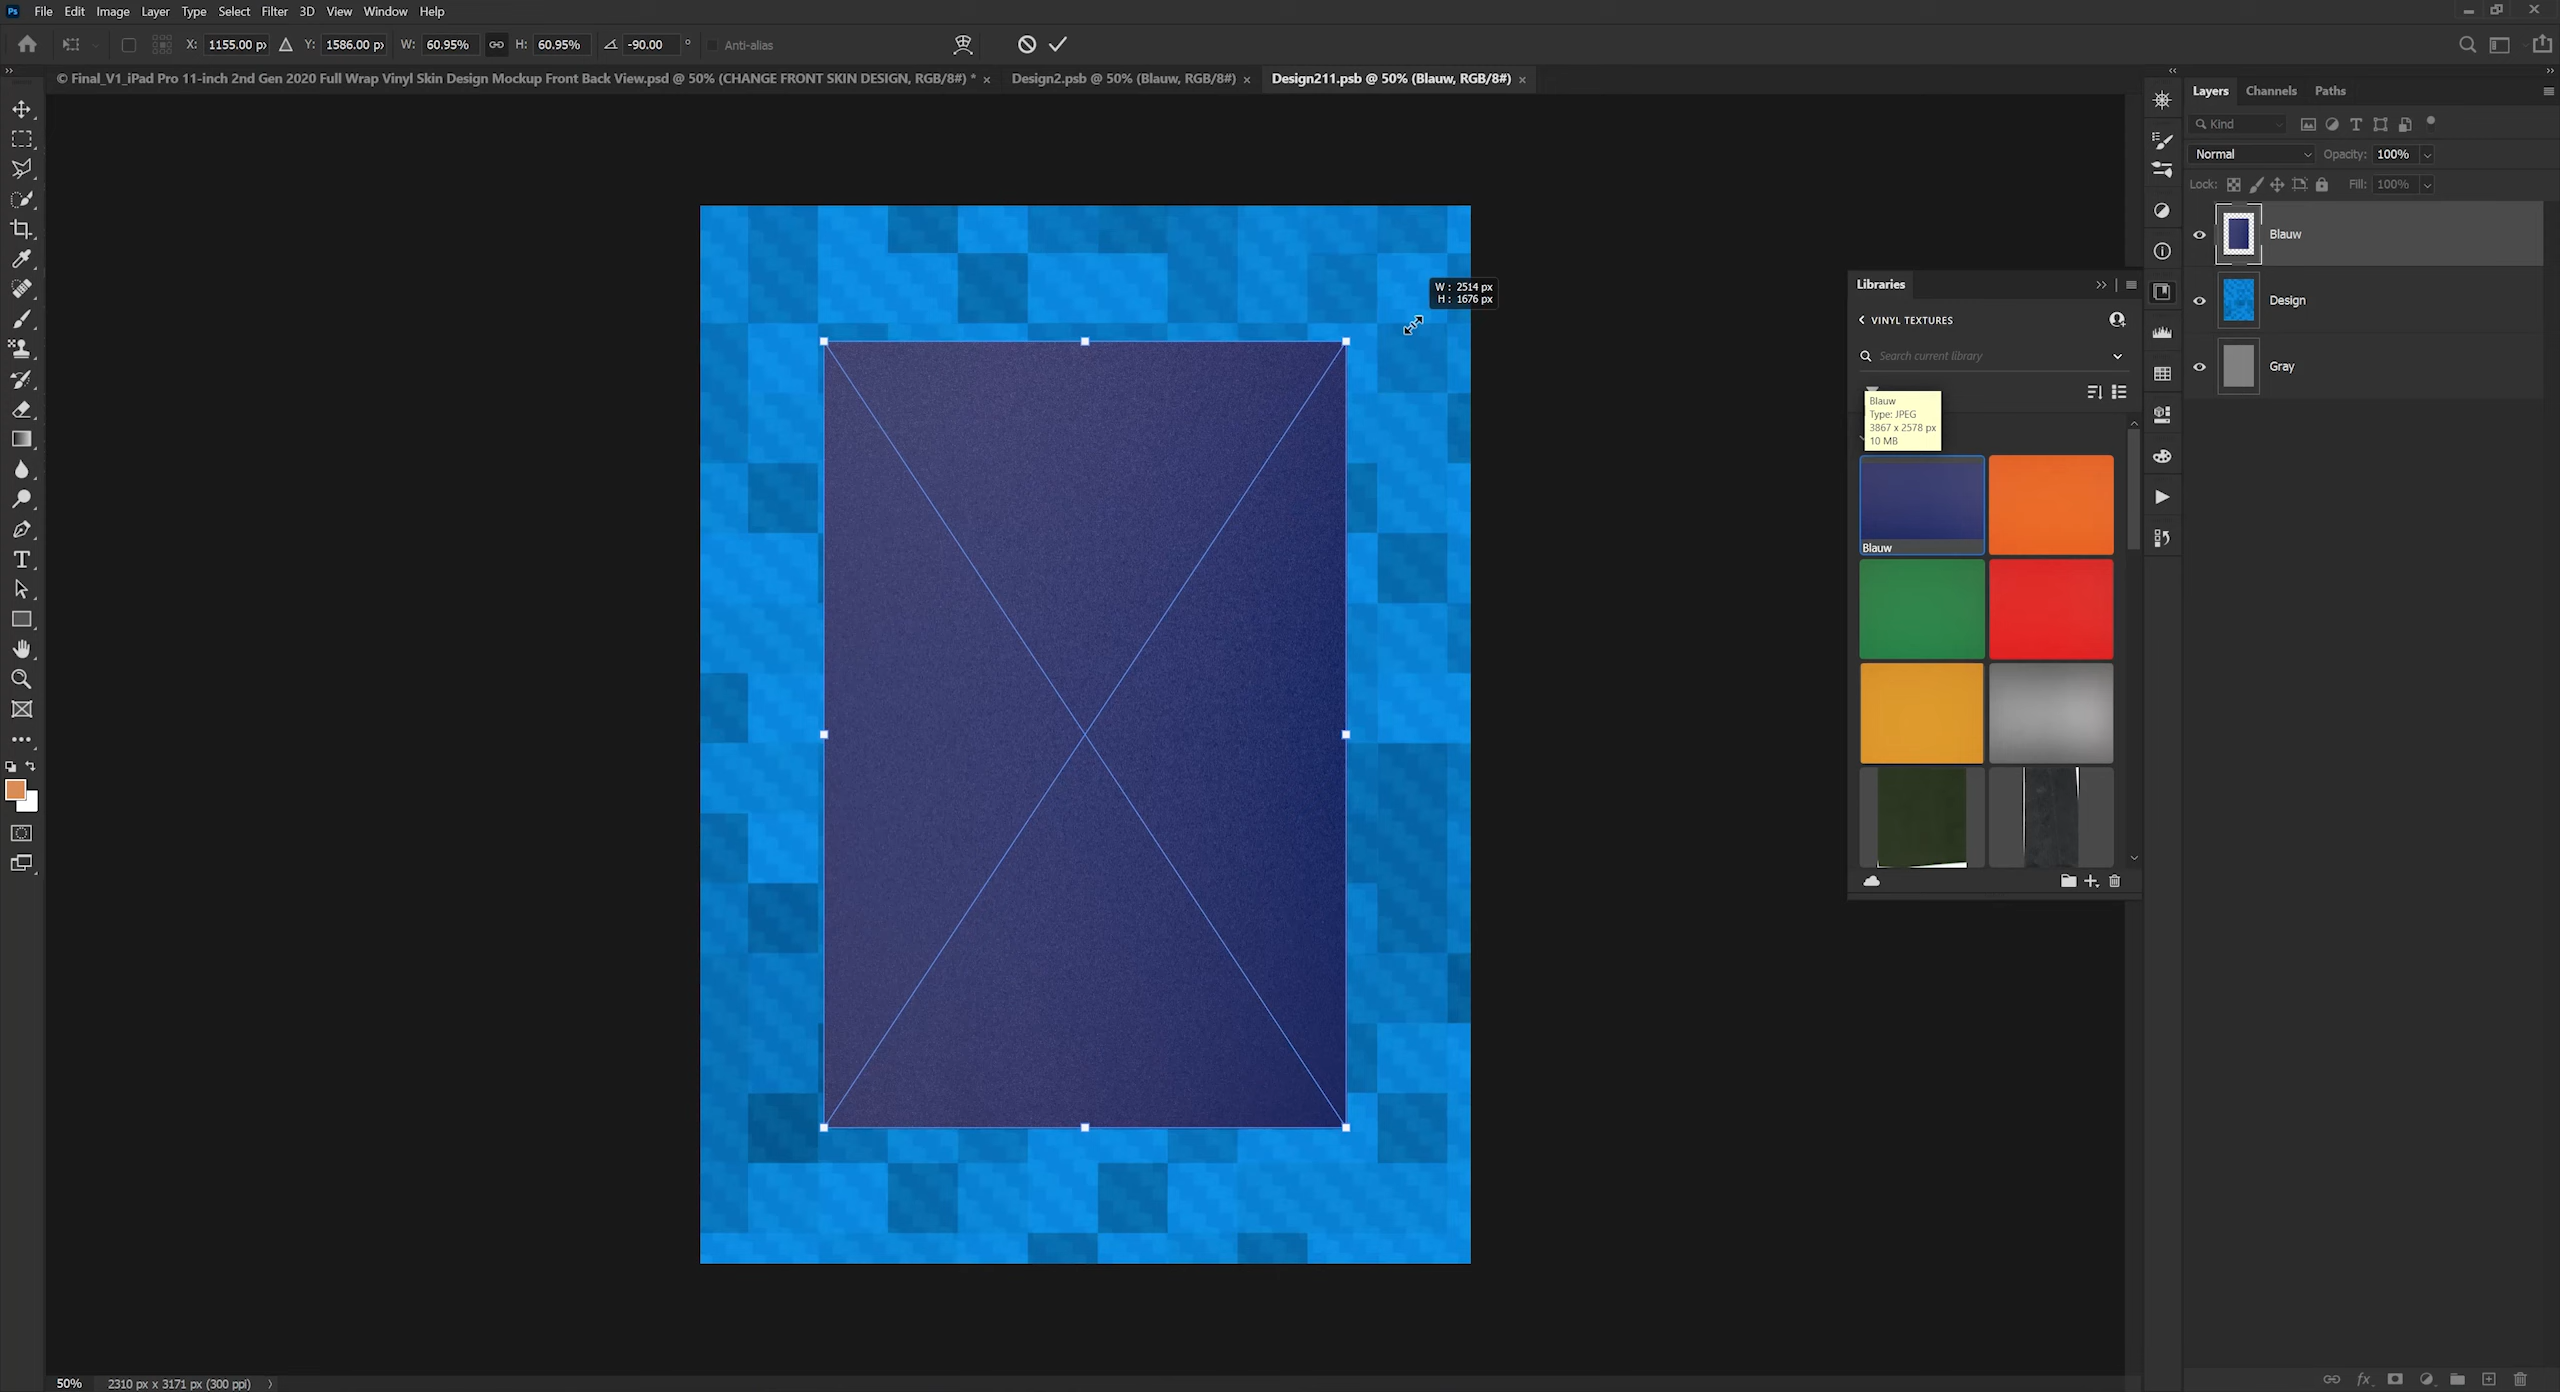 Ps File Edit Image Layer Type Select Filter 3D View Window Help
X: 1155.00 px Y: 1586.00 px W: 60.95% H: 60.95% -90.00 ° Anti-alias
© Final_V1_iPad Pro 11-inch 2nd Gen 2020 Full Wrap Vinyl Skin Design Mockup Front Back View.psd @ 50% (CHANGE FRONT SKIN DESIGN, RGB/8#) * × Design2.psb @ 50% (Blauw, RGB/8#) × Design211.psb @ 50% (Blauw, RGB/8#) ×
Layers Channels Paths
Kind
Normal Opacity: 100%
Lock: Fill: 100%
Blauw
Design
Gray
W : 2514 px
H : 1676 px
Libraries
VINYL TEXTURES
Search current library
Blauw
Type: JPEG
3867 x 2578 px
10 MB
Blauw
50% 2310 px x 3171 px (300 ppi)
fx